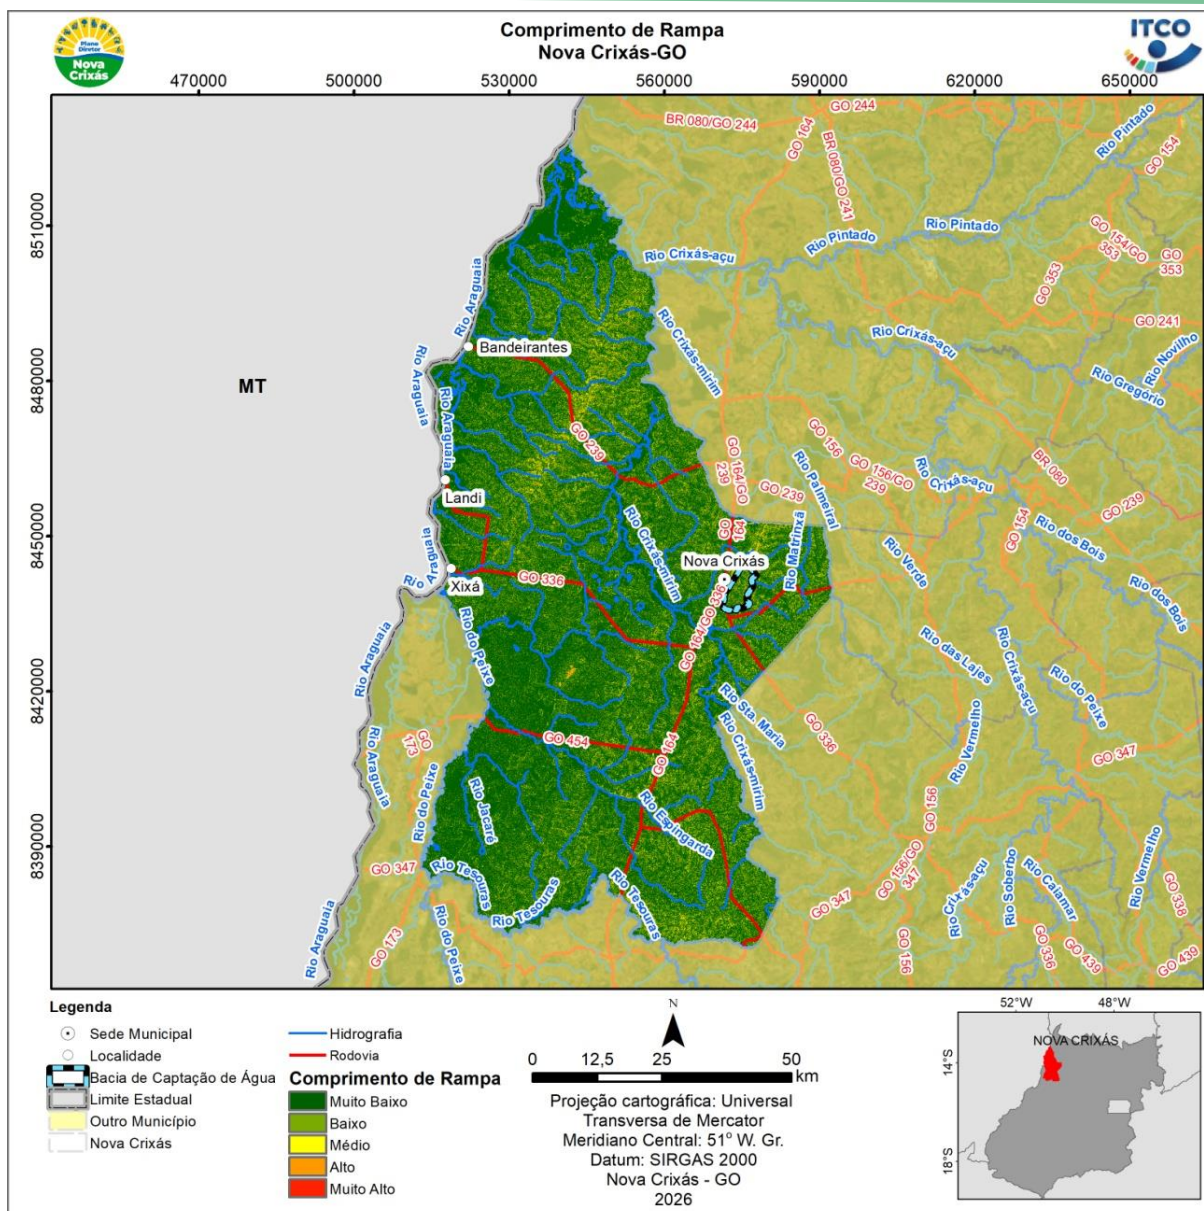 Comprimento de Rampa
Nova Crixás-GO
Plano
Diretor
Nova
Crixás
ITCO
470000
500000
530000
560000
590000
620000
650000
8510000
8480000
8450000
8420000
8390000
MT
BR 080/GO 244
GO 244
GO 164
BR 080/GO 241
Rio Pintado
GO 154
Rio Pintado
Rio Pintado
GO 154/GO
353
GO
353
Rio Crixás-açu
GO 353
GO 241
Rio Araguaia
Bandeirantes
Rio Crixás-mirim
Rio Crixás-açu
Rio Novilho
Rio Gregório
Rio Araguaia
Rio Araguaia
GO 239
GO 164/GO
239
GO 156
GO 156/GO
239
BR 080
Rio Crixás-açu
GO 239
GO 239
Rio Palmeiral
Landi
GO
164
GO 154
Rio dos Bois
Rio Crixás-mirim
Nova Crixás
Rio Matrinxã
Rio Verde
Rio Araguaia
Xixá
GO 336
GO 164/GO 336
Rio dos Bois
Rio do Peixe
Rio das Lajes
Rio Crixás-açu
Rio do Peixe
Rio Araguaia
Rio Sta. Maria
Rio Crixás-mirim
GO 336
Rio Vermelho
GO 347
GO
173
GO 454
GO 164
Rio Araguaia
Rio do Peixe
Rio Jacaré
Rio Espingarda
GO 156
GO 156/GO
347
GO 347
Rio Tesouras
Rio Tesouras
Rio Tesouras
GO 347
Rio Crixás-açu
Rio Soberbo
Rio Caiamar
Rio Vermelho
GO 338
Rio Araguaia
GO 173
Rio do Peixe
GO 156
GO 336
GO 439
GO 439
Legenda
Sede Municipal
Localidade
Bacia de Captação de Água
Limite Estadual
Outro Município
Nova Crixás
Hidrografia
Rodovia
Comprimento de Rampa
Muito Baixo
Baixo
Médio
Alto
Muito Alto
N
0 12,5 25 50
km
Projeção cartográfica: Universal
Transversa de Mercator
Meridiano Central: 51° W. Gr.
Datum: SIRGAS 2000
Nova Crixás - GO
2026
52°W 48°W
NOVA CRIXÁS
14°S
18°S